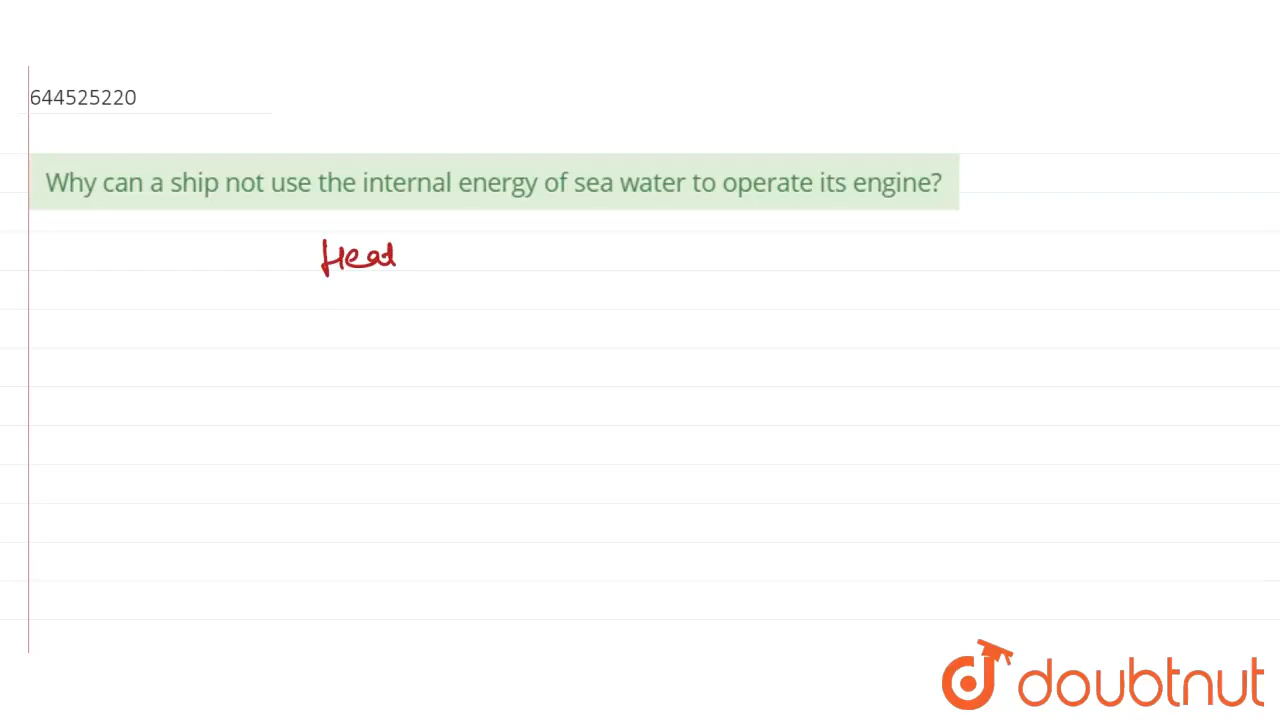 644525220
Why can a ship not use the internal energy of sea water to operate its engine?
Heat
doubtnut